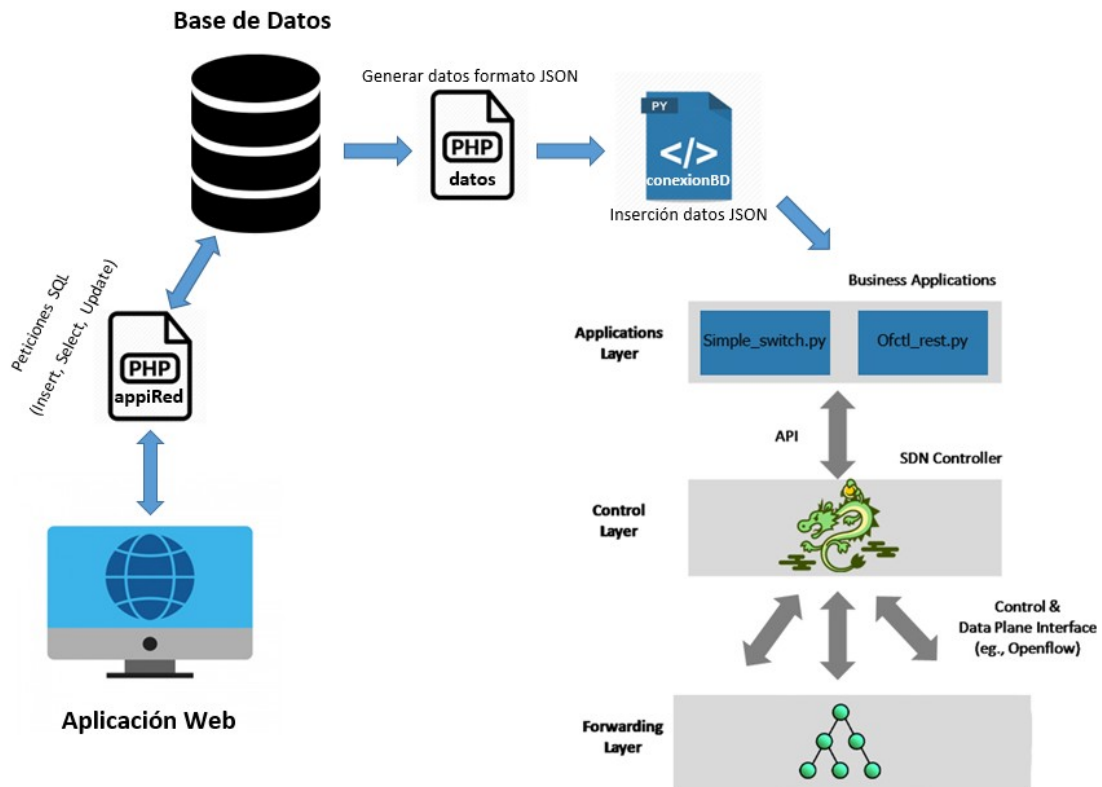 Base de Datos
Generar datos formato JSON
PHP
datos
PY
</>
conexionBD
Inserción datos JSON
Peticiones SQL
(Insert, Select, Update)
PHP
appiRed
Aplicación Web
Business Applications
Applications
Layer
Simple_switch.py
Ofctl_rest.py
API
SDN Controller
Control
Layer
Control &
Data Plane Interface
(eg., Openflow)
Forwarding
Layer